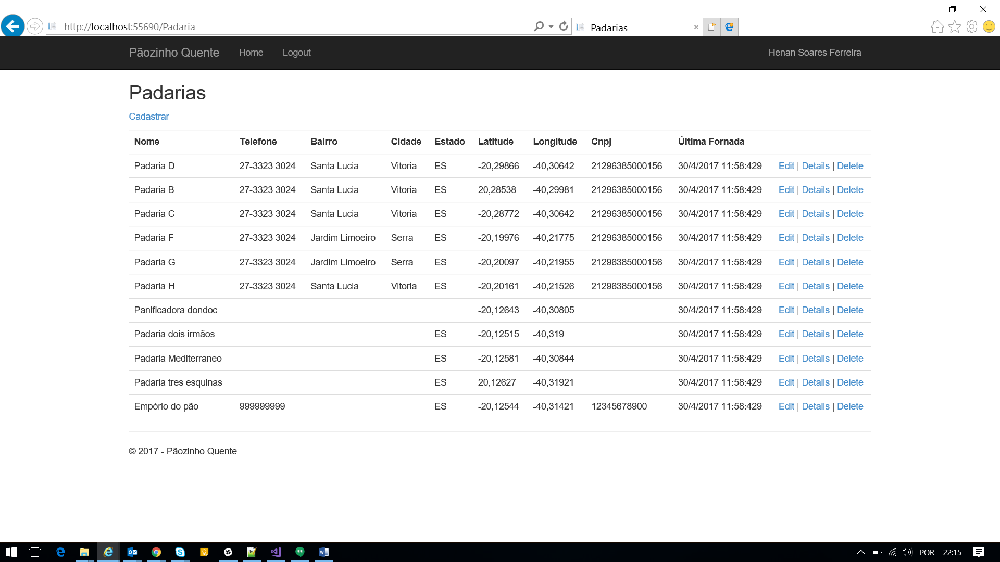 http://localhost:55690/Padaria
Padarias
Pãozinho Quente Home Logout Henan Soares Ferreira
Padarias
Cadastrar
Nome Telefone Bairro Cidade Estado Latitude Longitude Cnpj Última Fornada
Padaria D 27-3323 3024 Santa Lucia Vitoria ES -20,29866 -40,30642 21296385000156 30/4/2017 11:58:429 Edit | Details | Delete
Padaria B 27-3323 3024 Santa Lucia Vitoria ES 20,28538 -40,29981 21296385000156 30/4/2017 11:58:429 Edit | Details | Delete
Padaria C 27-3323 3024 Santa Lucia Vitoria ES -20,28772 -40,30642 21296385000156 30/4/2017 11:58:429 Edit | Details | Delete
Padaria F 27-3323 3024 Jardim Limoeiro Serra ES -20,19976 -40,21775 21296385000156 30/4/2017 11:58:429 Edit | Details | Delete
Padaria G 27-3323 3024 Jardim Limoeiro Serra ES -20,20097 -40,21955 21296385000156 30/4/2017 11:58:429 Edit | Details | Delete
Padaria H 27-3323 3024 Santa Lucia Vitoria ES -20,20161 -40,21526 21296385000156 30/4/2017 11:58:429 Edit | Details | Delete
Panificadora dondoc -20,12643 -40,30805 30/4/2017 11:58:429 Edit | Details | Delete
Padaria dois irmãos ES -20,12515 -40,319 30/4/2017 11:58:429 Edit | Details | Delete
Padaria Mediterraneo ES -20,12581 -40,30844 30/4/2017 11:58:429 Edit | Details | Delete
Padaria tres esquinas ES 20,12627 -40,31921 30/4/2017 11:58:429 Edit | Details | Delete
Empório do pão 999999999 ES -20,12544 -40,31421 12345678900 30/4/2017 11:58:429 Edit | Details | Delete
© 2017 - Pãozinho Quente
POR 22:15